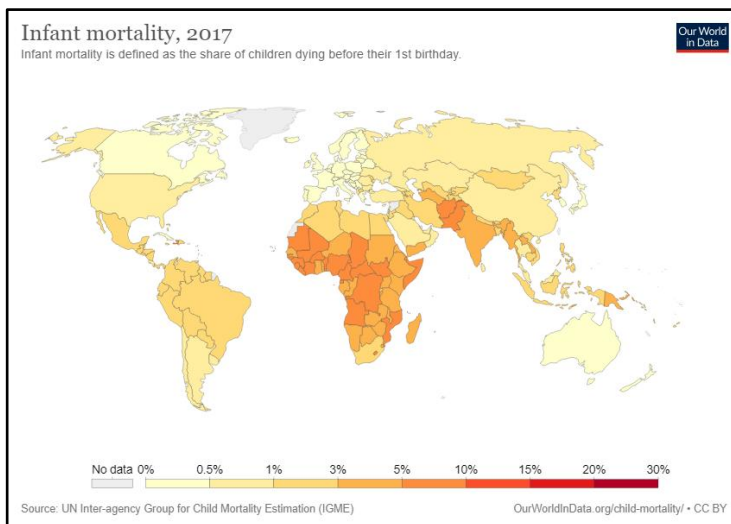 Infant mortality, 2017
Infant mortality is defined as the share of children dying before their 1st birthday.
Our World
in Data
No data 0% 0.5% 1% 3% 5% 10% 15% 20% 30%
Source: UN Inter-agency Group for Child Mortality Estimation (IGME) OurWorldInData.org/child-mortality/ • CC BY